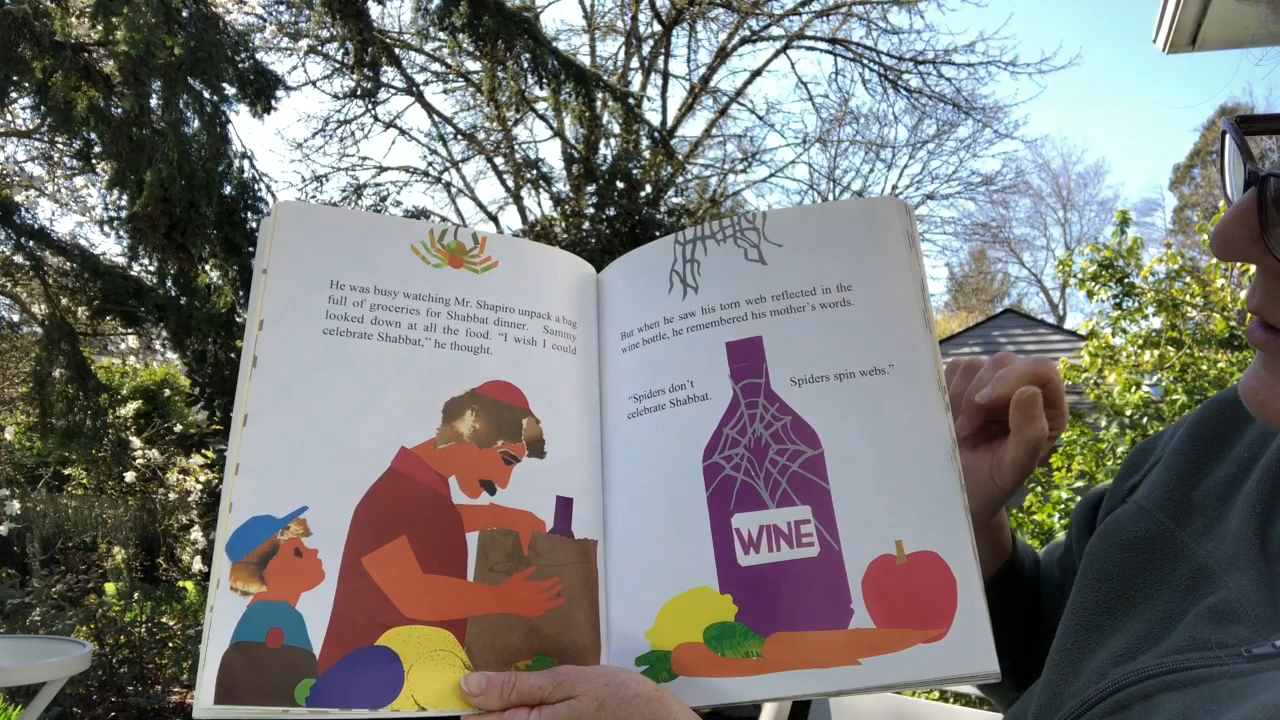 He was busy watching Mr. Shapiro unpack a bag
full of groceries for Shabbat dinner. Sammy
looked down at all the food. “I wish I could
celebrate Shabbat,” he thought.
But when he saw his torn web reflected in the
wine bottle, he remembered his mother’s words.
“Spiders don’t
celebrate Shabbat.
Spiders spin webs.”
WINE